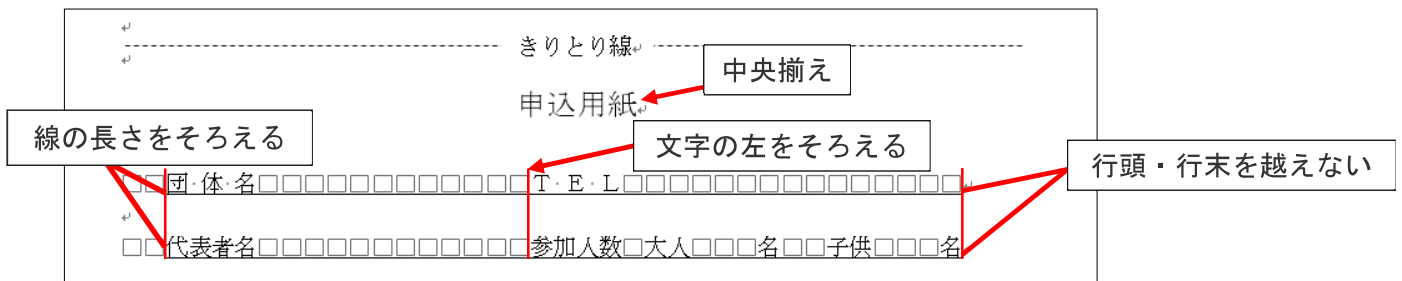 きりとり線
中央揃え
申込用紙
線の長さをそろえる
文字の左をそろえる
行頭・行末を越えない
□□団・体・名□□□□□□□□□□□□T・E・L□□□□□□□□□□□□□□□
□□代表者名□□□□□□□□□□□□参加人数□大人□□□名□□子供□□□名